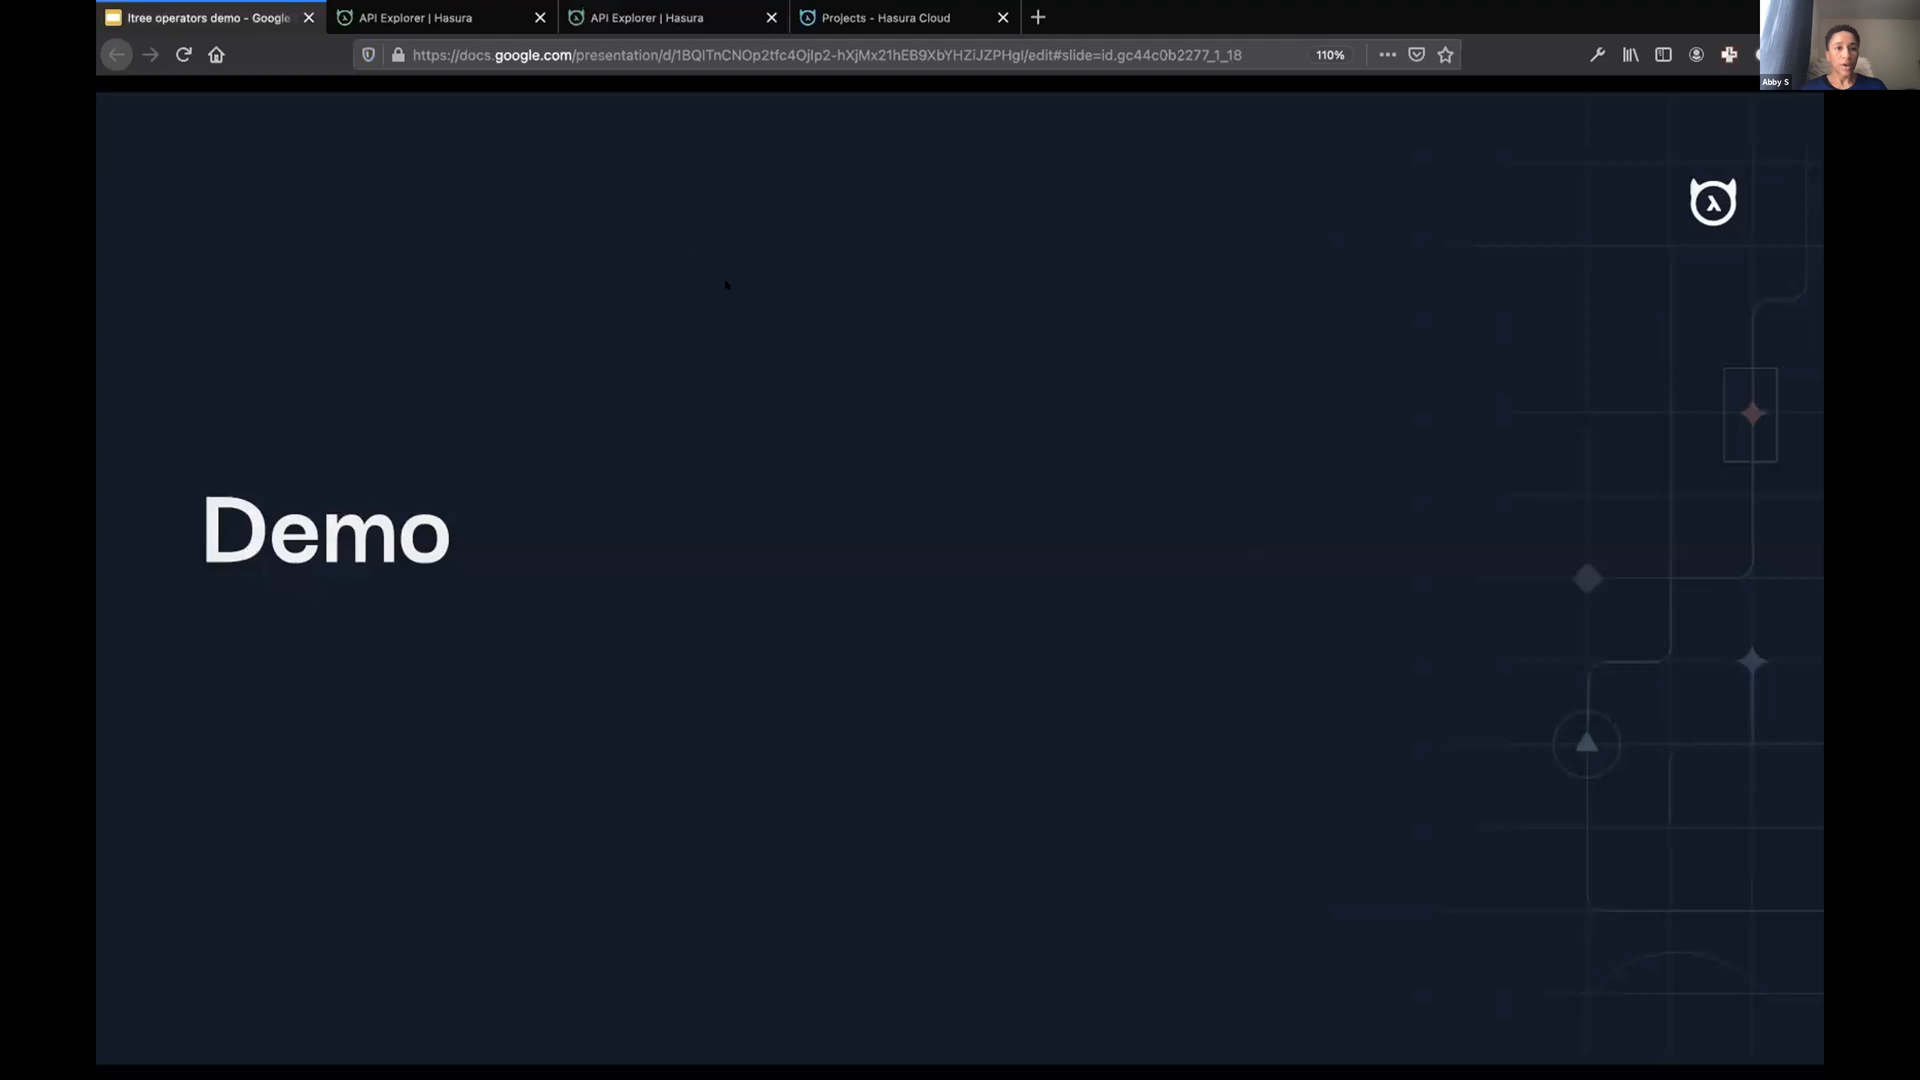 ltree operators demo - Google
API Explorer | Hasura
API Explorer | Hasura
Projects - Hasura Cloud
https://docs.google.com/presentation/d/1BQITnCNOp2tfc4OjIp2-hXjMx21hEB9XbYHZiJZPHgI/edit#slide=id.gc44c0b2277_1_18
110%
Abby S
λ
Demo